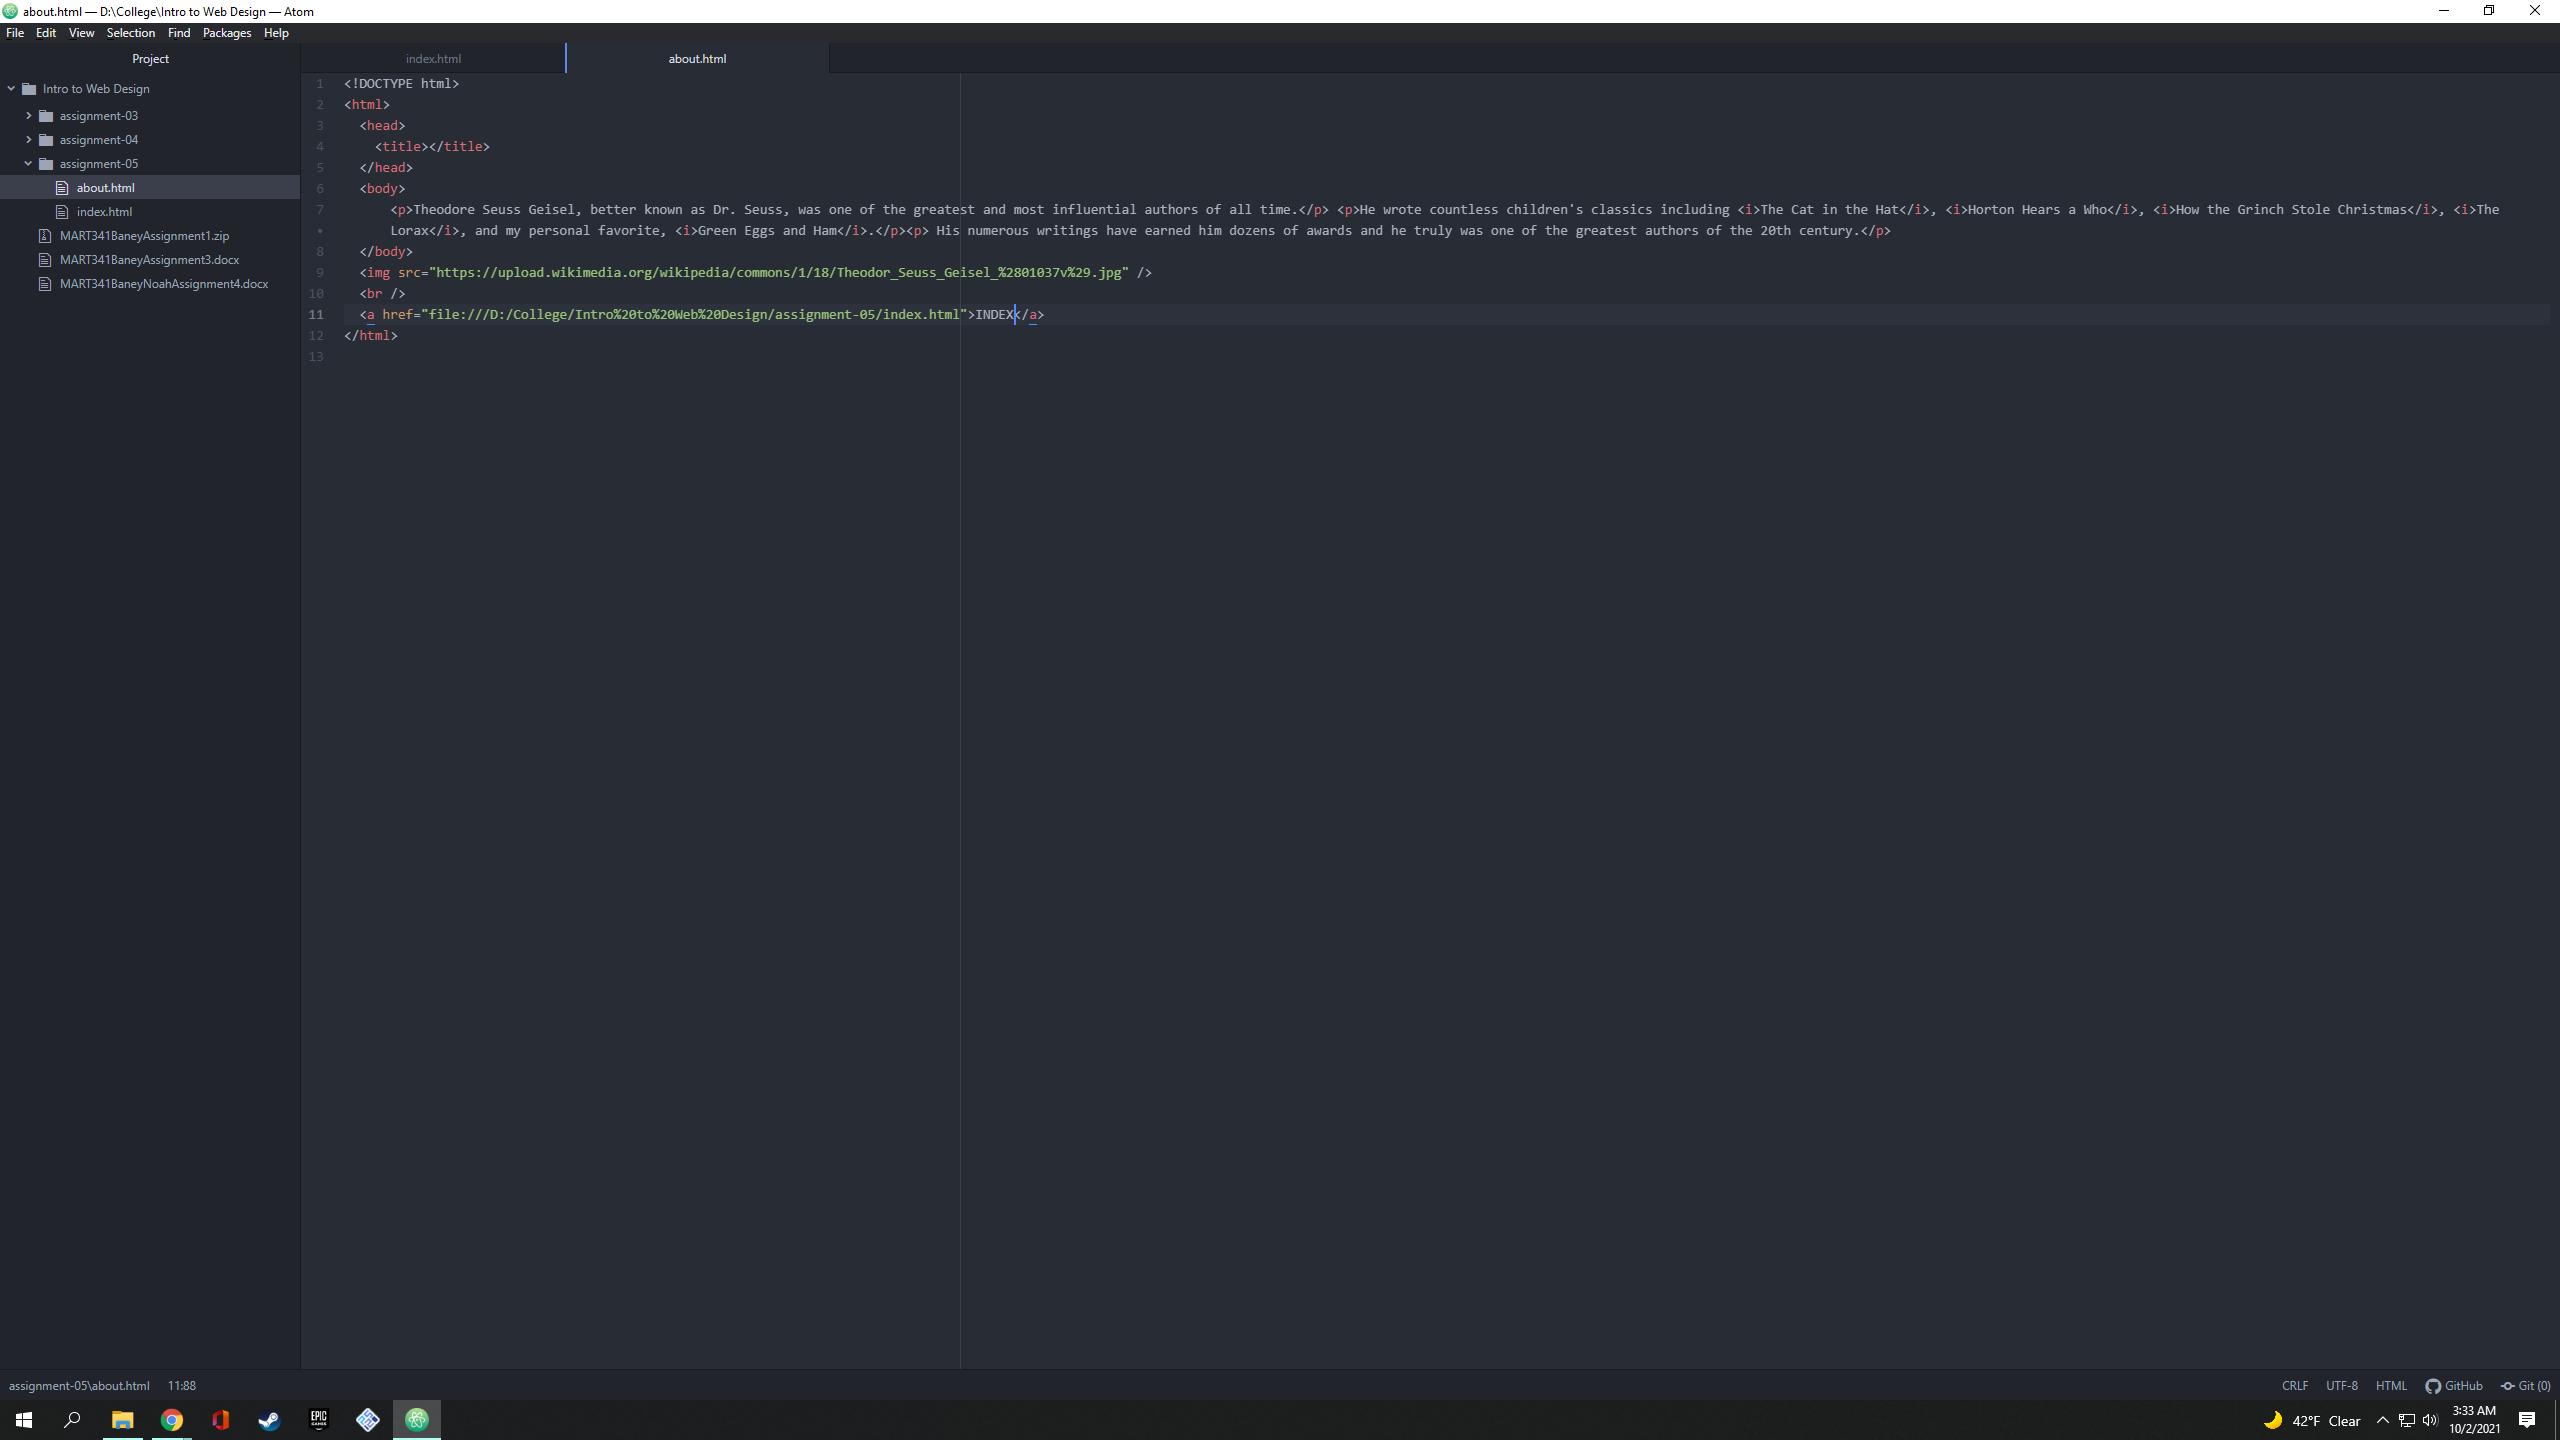 about.html — D:\College\Intro to Web Design — Atom
File Edit View Selection Find Packages Help
Project
Intro to Web Design
assignment-03
assignment-04
assignment-05
about.html
index.html
MART341BaneyAssignment1.zip
MART341BaneyAssignment3.docx
MART341BaneyNoahAssignment4.docx
index.html about.html
1 <!DOCTYPE html>
2 <html>
3 <head>
4 <title></title>
5 </head>
6 <body>
7 <p>Theodore Seuss Geisel, better known as Dr. Seuss, was one of the greatest and most influential authors of all time.</p> <p>He wrote countless children's classics including <i>The Cat in the Hat</i>, <i>Horton Hears a Who</i>, <i>How the Grinch Stole Christmas</i>, <i>The
• Lorax</i>, and my personal favorite, <i>Green Eggs and Ham</i>.</p><p> His numerous writings have earned him dozens of awards and he truly was one of the greatest authors of the 20th century.</p>
8 </body>
9 <img src="https://upload.wikimedia.org/wikipedia/commons/1/18/Theodor_Seuss_Geisel_%2801037v%29.jpg" />
10 <br />
11 <a href="file:///D:/College/Intro%20to%20Web%20Design/assignment-05/index.html">INDEX</a>
12 </html>
13
assignment-05\about.html 11:88
CRLF UTF-8 HTML GitHub Git (0)
EPIC
GAMES
42°F Clear
3:33 AM
10/2/2021